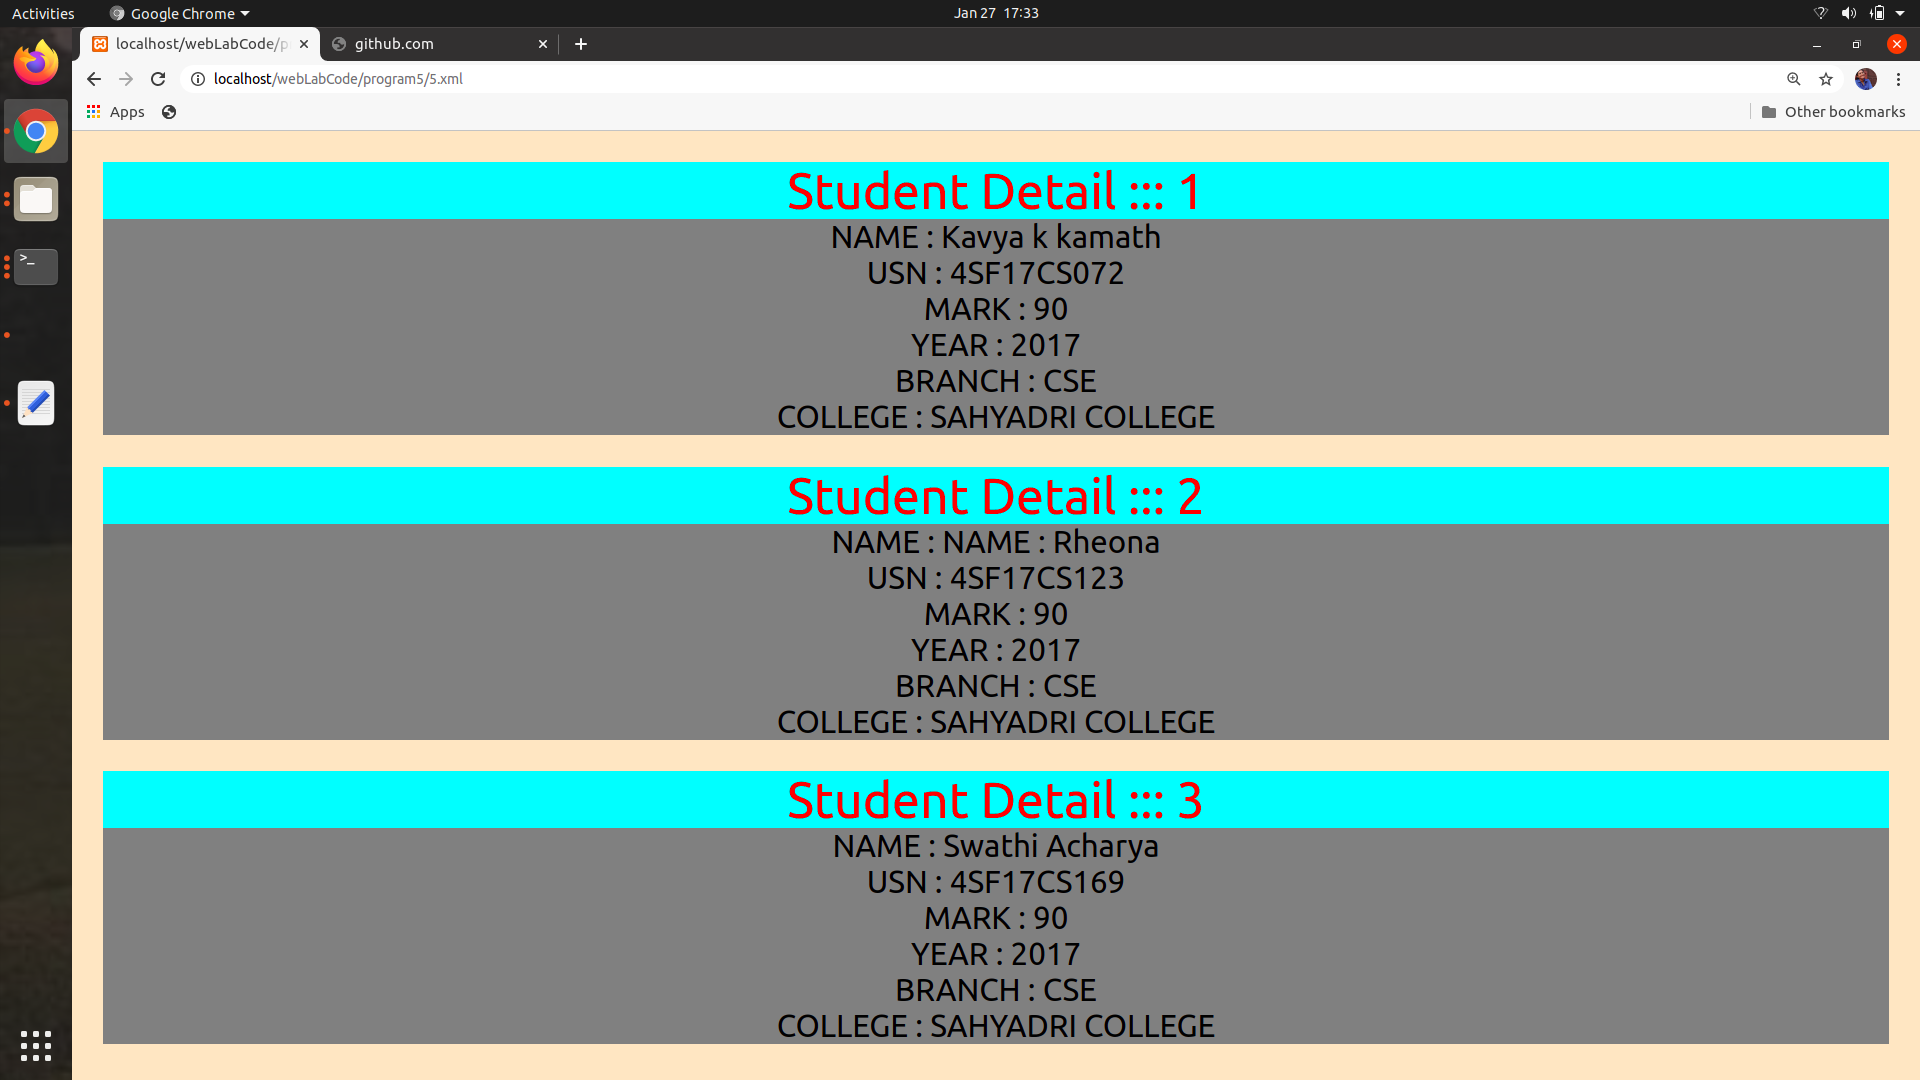 Activities Google Chrome Jan 27 17:33
localhost/webLabCode/p github.com
localhost/webLabCode/program5/5.xml
Apps Other bookmarks
Student Detail ::: 1
NAME : Kavya k kamath
USN : 4SF17CS072
MARK : 90
YEAR : 2017
BRANCH : CSE
COLLEGE : SAHYADRI COLLEGE
Student Detail ::: 2
NAME : NAME : Rheona
USN : 4SF17CS123
MARK : 90
YEAR : 2017
BRANCH : CSE
COLLEGE : SAHYADRI COLLEGE
Student Detail ::: 3
NAME : Swathi Acharya
USN : 4SF17CS169
MARK : 90
YEAR : 2017
BRANCH : CSE
COLLEGE : SAHYADRI COLLEGE